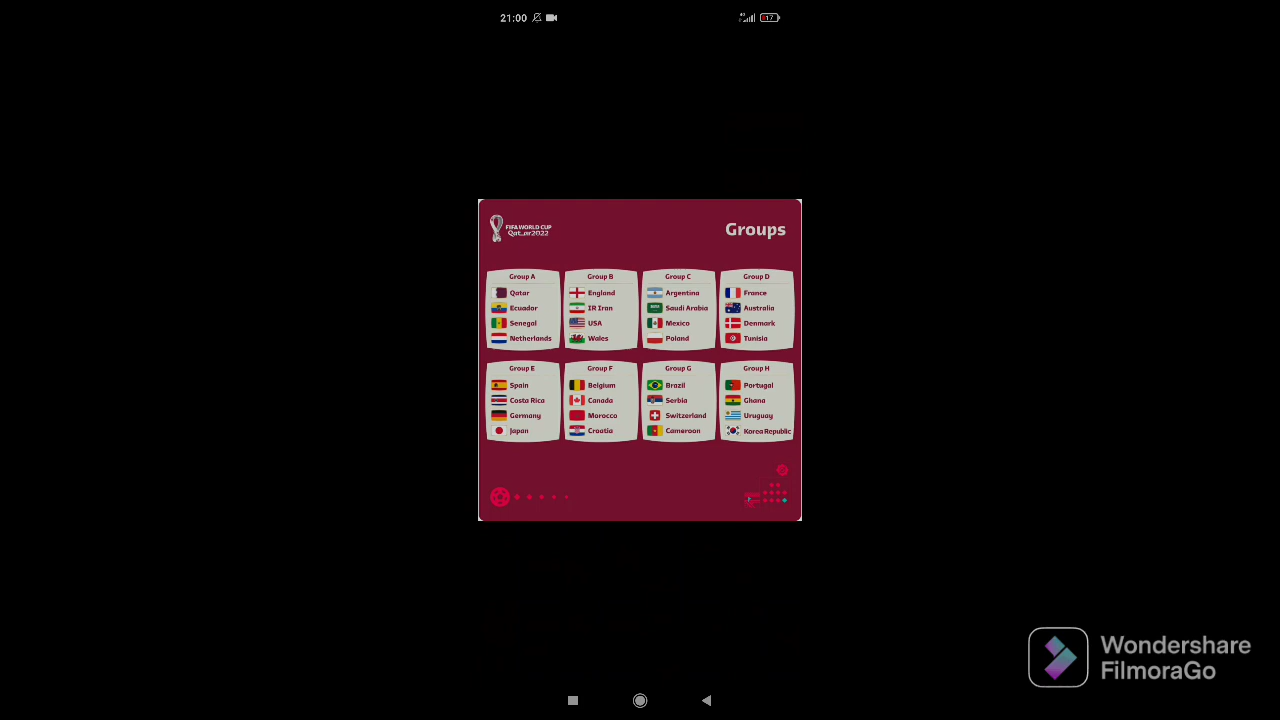 21:00
4G
17
FIFA WORLD CUP
Qatar2022
Groups
Group A
Qatar
Ecuador
Senegal
Netherlands
Group B
England
IR Iran
USA
Wales
Group C
Argentina
Saudi Arabia
Mexico
Poland
Group D
France
Australia
Denmark
Tunisia
Group E
Spain
Costa Rica
Germany
Japan
Group F
Belgium
Canada
Morocco
Croatia
Group G
Brazil
Serbia
Switzerland
Cameroon
Group H
Portugal
Ghana
Uruguay
Korea Republic
Wondershare
FilmoraGo